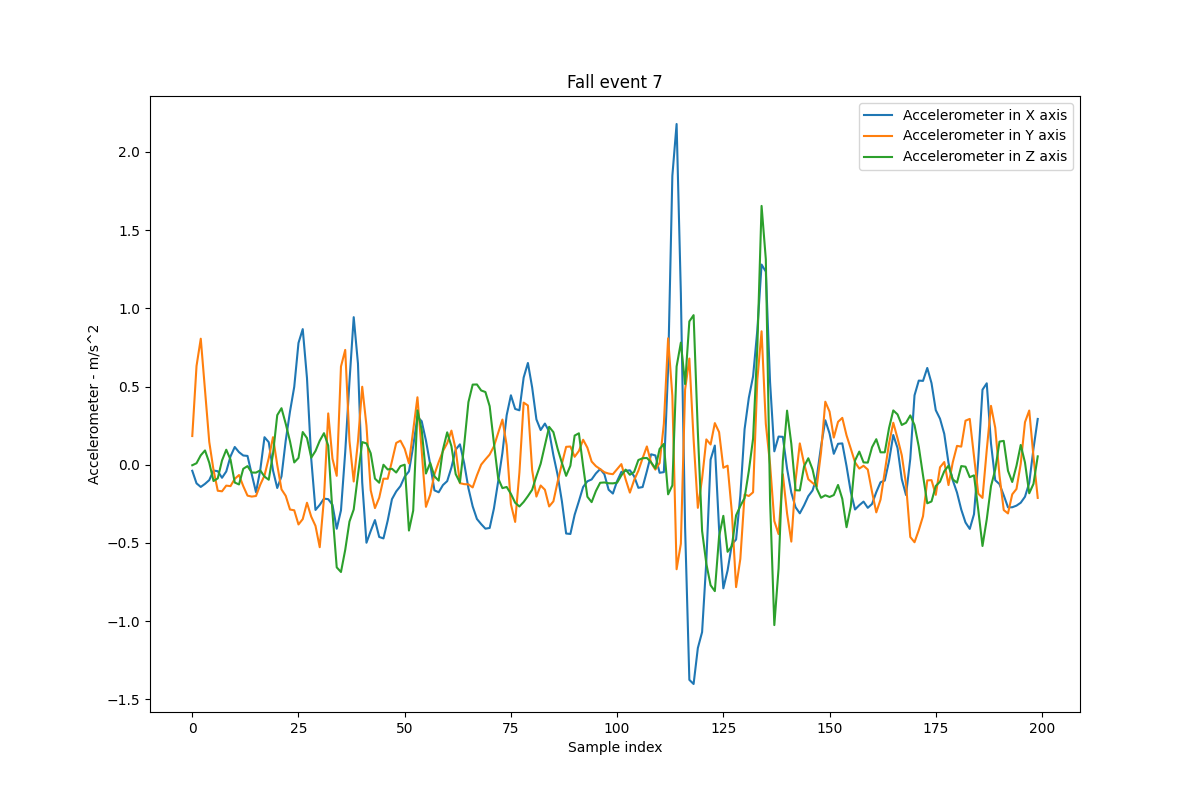 Fall event 7
Accelerometer in X axis
Accelerometer in Y axis
Accelerometer in Z axis
Accelerometer - m/s^2
2.0
1.5
1.0
0.5
0.0
−0.5
−1.0
−1.5
0 25 50 75 100 125 150 175 200
Sample index